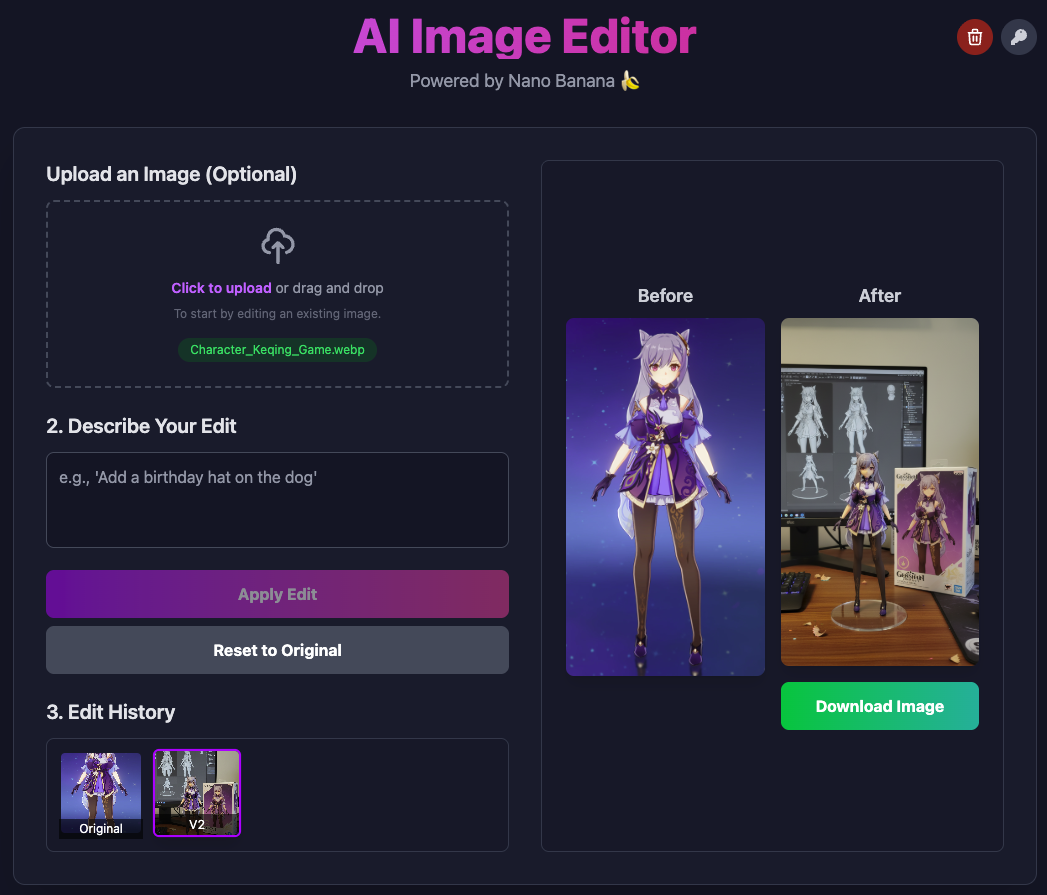 AI Image Editor
Powered by Nano Banana 🍌
Upload an Image (Optional)
Click to upload or drag and drop
To start by editing an existing image.
Character_Keqing_Game.webp
2. Describe Your Edit
e.g., 'Add a birthday hat on the dog'
Apply Edit
Reset to Original
3. Edit History
Original
V2
Before
After
GENSHIN
GENSHIN
Download Image